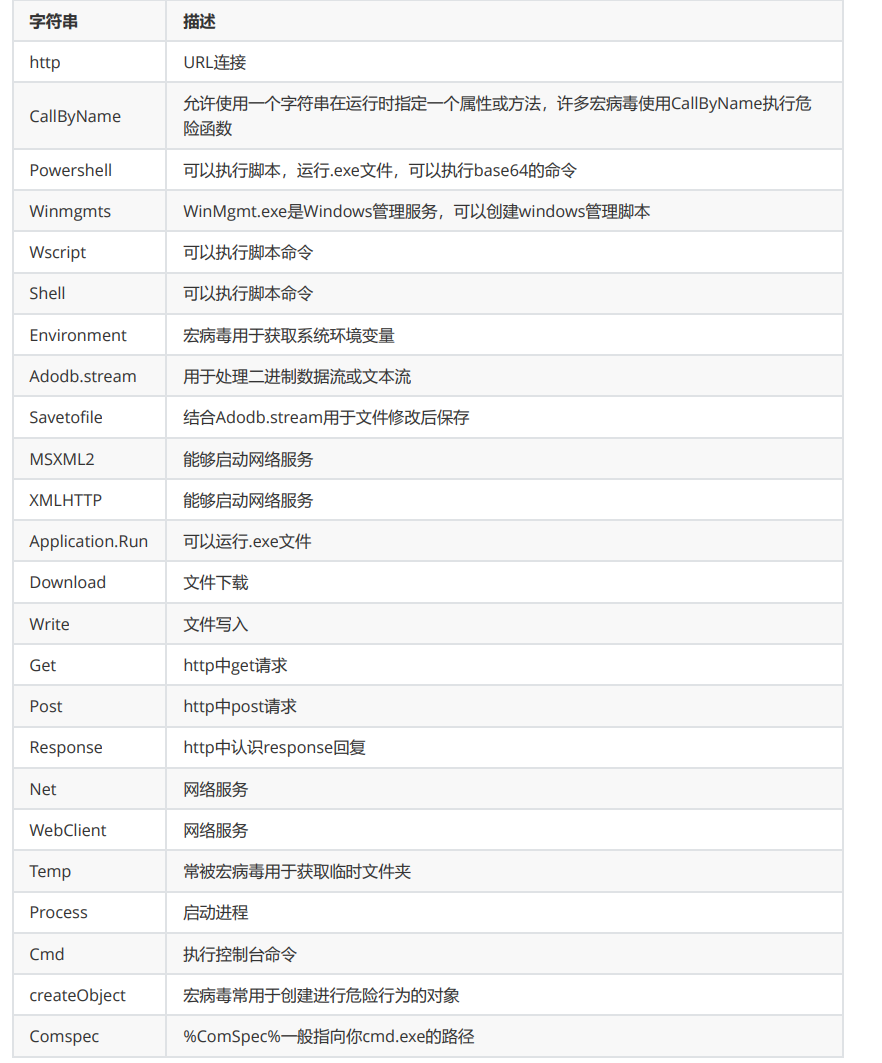 字符串 描述
http URL连接
CallByName 允许使用一个字符串在运行时指定一个属性或方法，许多宏病毒使用CallByName执行危
险函数
Powershell 可以执行脚本，运行.exe文件，可以执行base64的命令
Winmgmts WinMgmt.exe是Windows管理服务，可以创建windows管理脚本
Wscript 可以执行脚本命令
Shell 可以执行脚本命令
Environment 宏病毒用于获取系统环境变量
Adodb.stream 用于处理二进制数据流或文本流
Savetofile 结合Adodb.stream用于文件修改后保存
MSXML2 能够启动网络服务
XMLHTTP 能够启动网络服务
Application.Run 可以运行.exe文件
Download 文件下载
Write 文件写入
Get http中get请求
Post http中post请求
Response http中认识response回复
Net 网络服务
WebClient 网络服务
Temp 常被宏病毒用于获取临时文件夹
Process 启动进程
Cmd 执行控制台命令
createObject 宏病毒常用于创建进行危险行为的对象
Comspec %ComSpec%一般指向你cmd.exe的路径